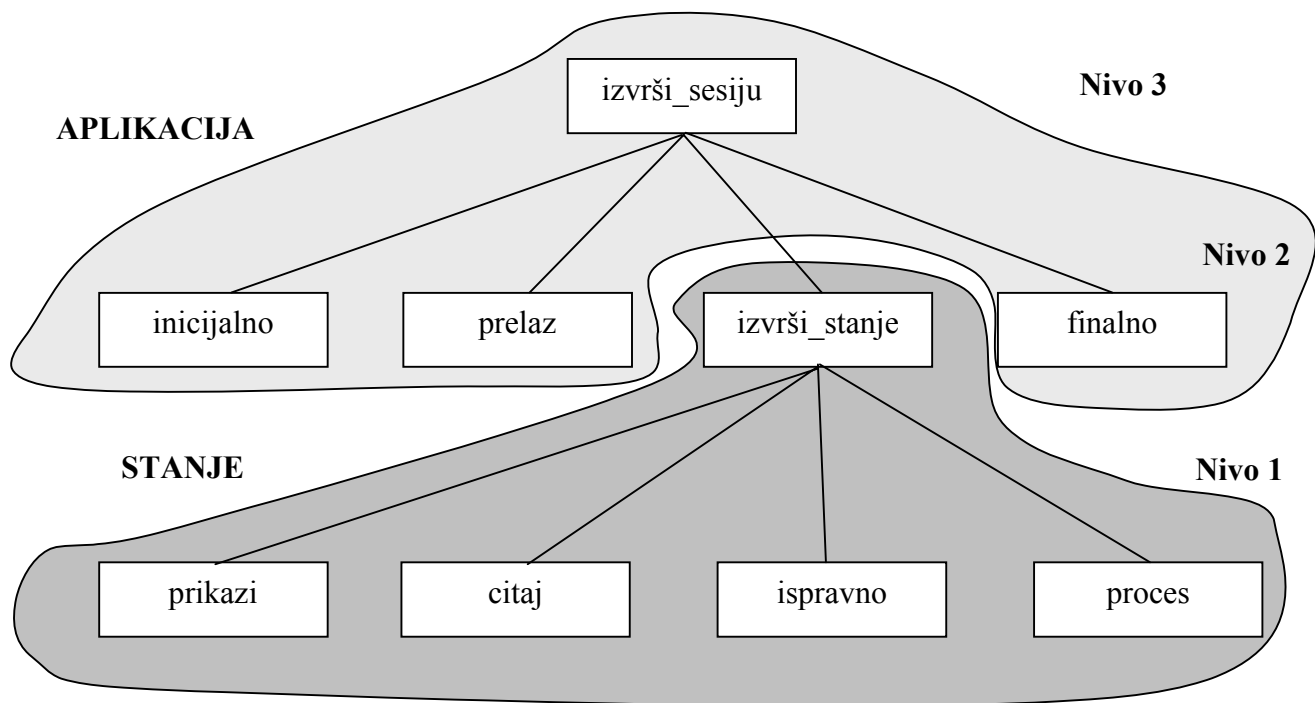 izvrši_sesiju
Nivo 3
APLIKACIJA
Nivo 2
inicijalno
prelaz
izvrši_stanje
finalno
STANJE
Nivo 1
prikazi
citaj
ispravno
proces